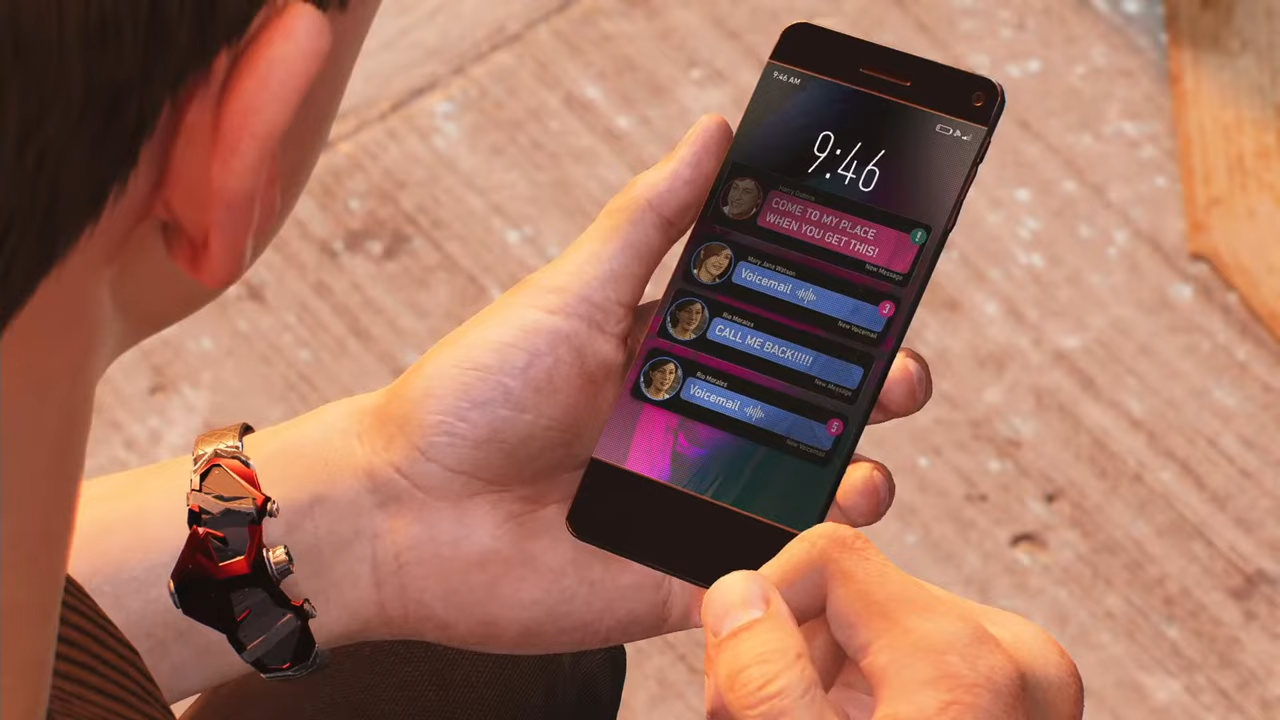 9:46 AM
9:46
Harry Osborn
COME TO MY PLACE
WHEN YOU GET THIS!
!
New Message
Mary Jane Watson
Voicemail
3
New Voicemail
Rio Morales
CALL ME BACK!!!!!
New Message
Rio Morales
Voicemail
5
New Voicemail